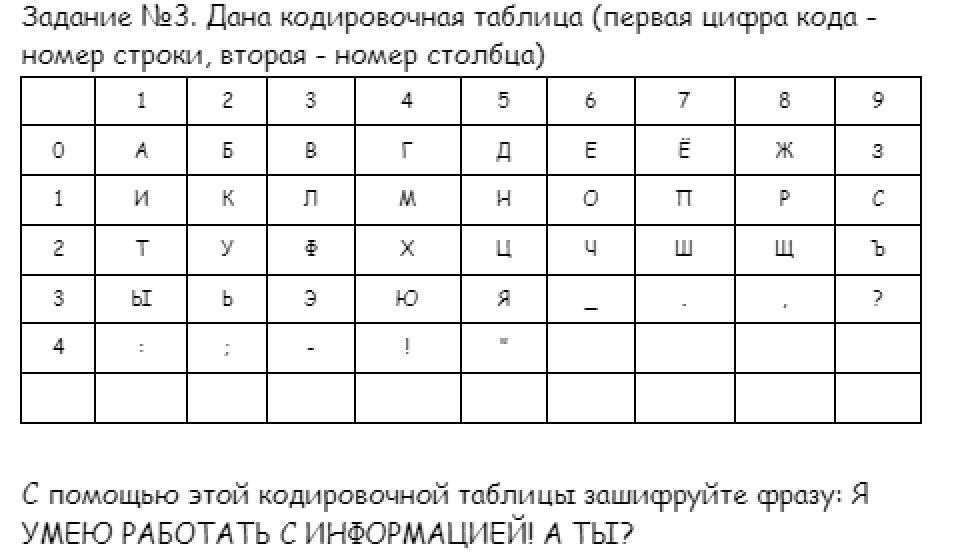 Задание №3. Дана кодировочная таблица (первая цифра кода -
номер строки, вторая - номер столбца)
1 2 3 4 5 6 7 8 9
0 А Б В Г Д Е Ё Ж З
1 И К Л М Н О П Р С
2 Т У Ф Х Ц Ч Ш Щ Ъ
3 Ы Ь Э Ю Я _ . , ?
4 : ; - ! "
С помощью этой кодировочной таблицы зашифруйте фразу: Я
УМЕЮ РАБОТАТЬ С ИНФОРМАЦИЕЙ! А ТЫ?